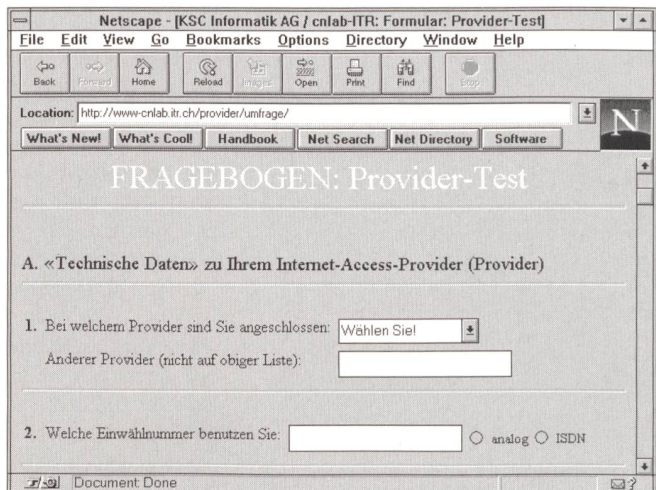 Netscape - [KSC Informatik AG / cnlab-ITR: Formular: Provider-Test]
File Edit View Go Bookmarks Options Directory Window Help
Back Forward Home Reload Images Open Print Find Stop
Location: http://www-cnlab.itr.ch/provider/umfrage/
What's New! What's Cool! Handbook Net Search Net Directory Software
N
FRAGEBOGEN: Provider-Test
A. «Technische Daten» zu Ihrem Internet-Access-Provider (Provider)
1. Bei welchem Provider sind Sie angeschlossen: Wählen Sie!
Anderer Provider (nicht auf obiger Liste):
2. Welche Einwählnummer benutzen Sie: analog ISDN
Document: Done
?